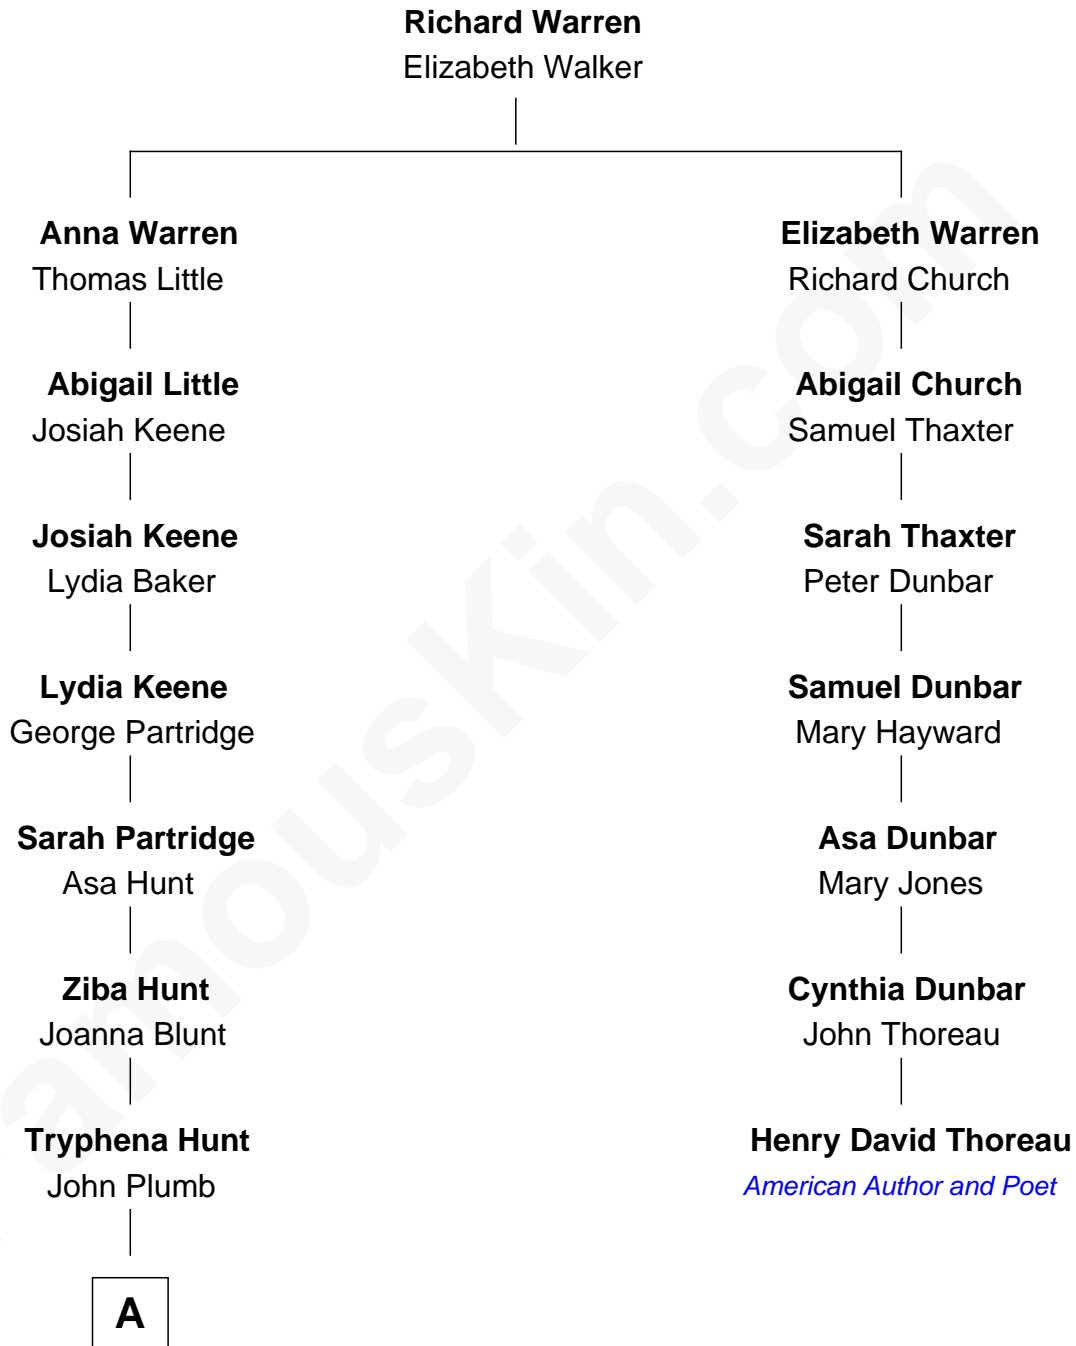 Richard Warren
Elizabeth Walker
Anna Warren
Thomas Little
Elizabeth Warren
Richard Church
Abigail Little
Josiah Keene
Abigail Church
Samuel Thaxter
Josiah Keene
Lydia Baker
Sarah Thaxter
Peter Dunbar
Lydia Keene
George Partridge
Samuel Dunbar
Mary Hayward
Sarah Partridge
Asa Hunt
Asa Dunbar
Mary Jones
Ziba Hunt
Joanna Blunt
Cynthia Dunbar
John Thoreau
Tryphena Hunt
John Plumb
Henry David Thoreau
American Author and Poet
A
amouskin.com